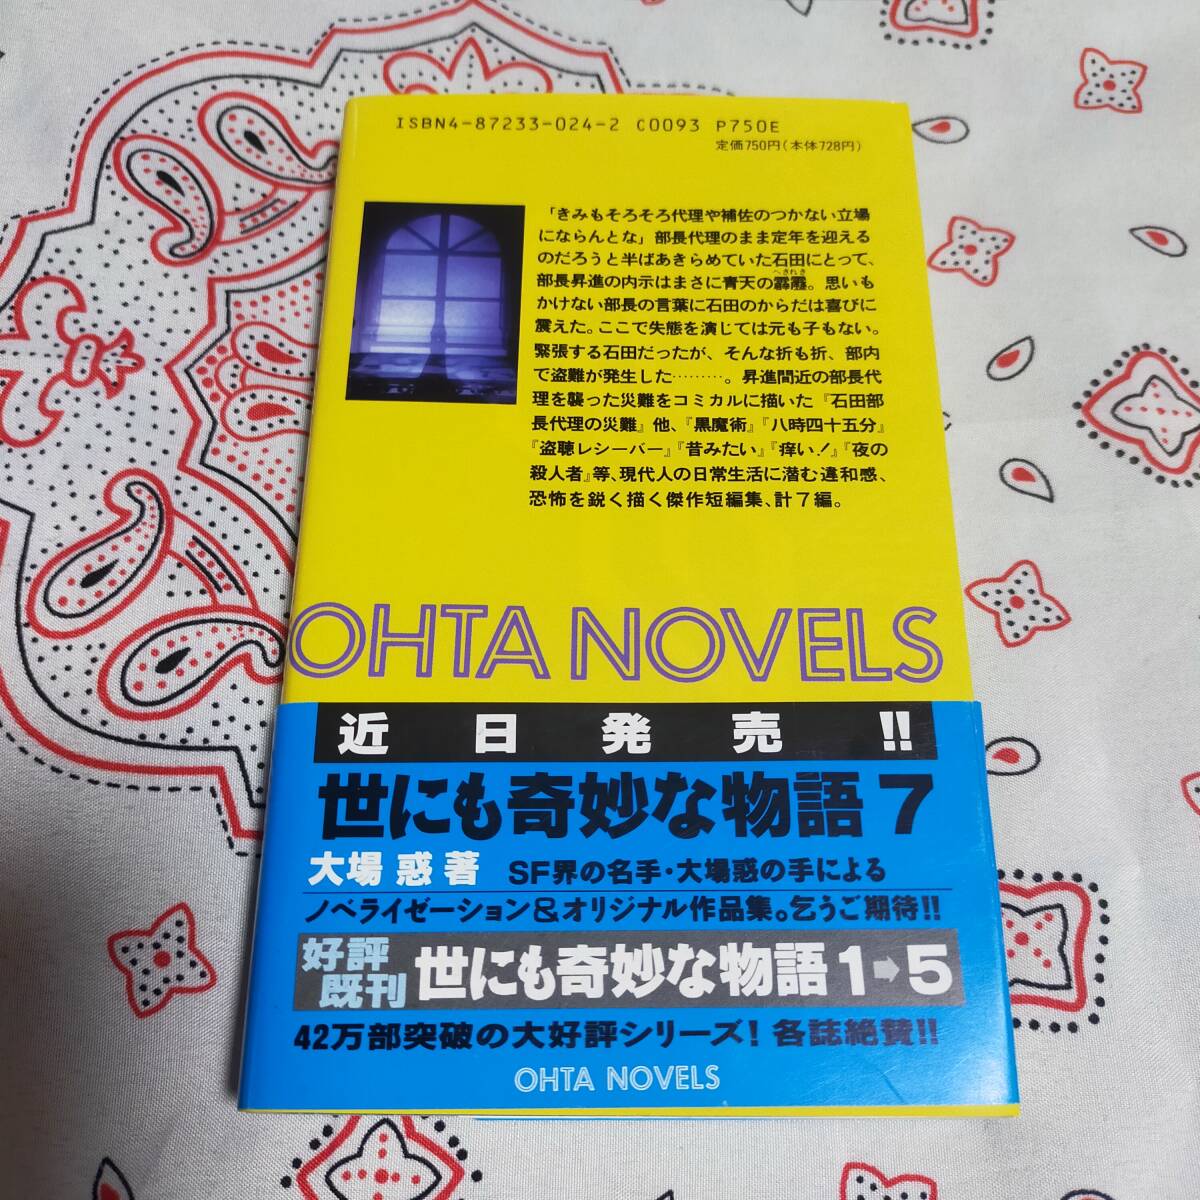 ISBN4-87233-024-2 C0093 P750E
定価750円(本体728円)
「きみもそろそろ代理や補佐のつかない立場
にならんとな」部長代理のまま定年を迎える
のだろうと半ばあきらめていた石田にとって、
へきれき
部長昇進の内示はまさに青天の霹靂。思いも
かけない部長の言葉に石田のからだは喜びに
震えた。ここで失態を演じては元も子もない。
緊張する石田だったが、そんな折も折、部内
で盗難が発生した………。昇進間近の部長代
理を襲った災難をコミカルに描いた『石田部
長代理の災難』他、『黒魔術』『八時四十五分』
『盗聴レシーバー』『昔みたい』『痒い!』『夜の
殺人者』等、現代人の日常生活に潜む違和感、
恐怖を鋭く描く傑作短編集、計7編。
OHTA NOVELS
近日発売!!
世にも奇妙な物語7
大場惑著 SF界の名手・大場惑の手による
ノベライゼーション&オリジナル作品集。乞うご期待!!
好評
既刊 世にも奇妙な物語1➡5
42万部突破の大好評シリーズ! 各誌絶賛!!
OHTA NOVELS